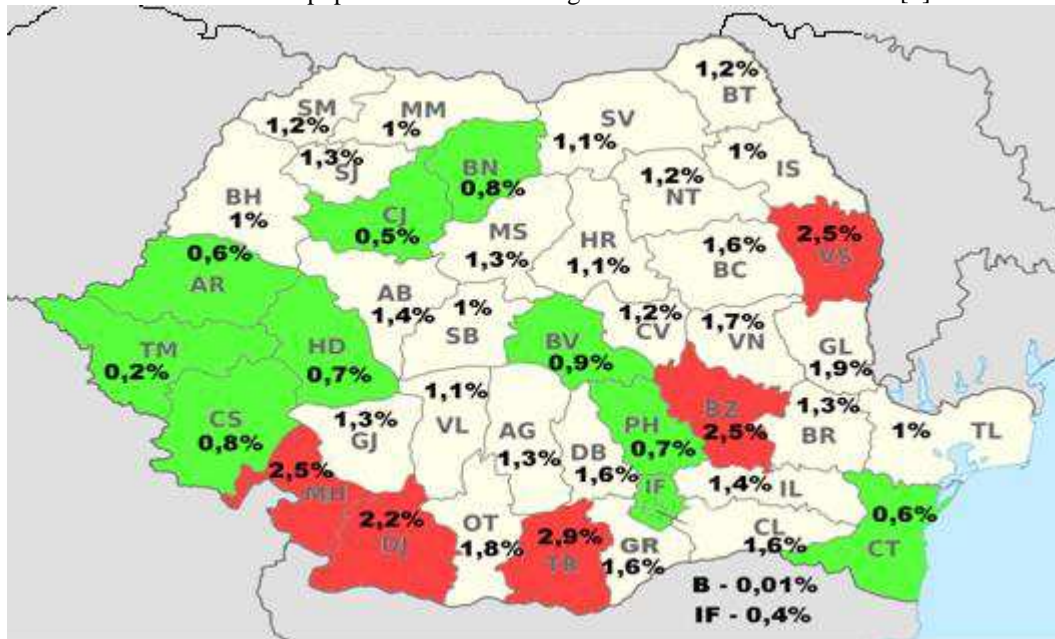 1,2%
BT
SM
1,2%
MM
1%
SV
1,1%
1,3%
SJ
BN
0,8%
1%
IS
1,2%
NT
BH
1%
CJ
0,5%
MS
1,3%
HR
1,1%
1,6%
BC
2,5%
VS
0,6%
AR
AB
1,4%
1%
SB
1,2%
CV
1,7%
VN
GL
1,9%
TM
0,2%
HD
0,7%
BV
0,9%
CS
0,8%
1,3%
GJ
1,1%
VL
AG
1,3%
DB
1,6%
PH
0,7%
BZ
2,5%
1,3%
BR
1%
TL
2,5%
MH
2,2%
DJ
OT
1,8%
2,9%
TR
IF
GR
1,6%
1,4%
IL
CL
1,6%
0,6%
CT
B - 0,01%
IF - 0,4%